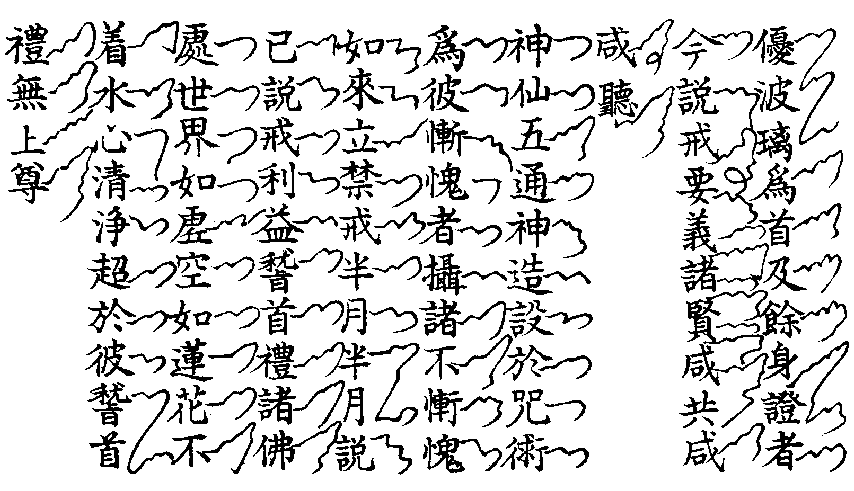 優波璃為首及餘身證者
今說戒要義諸賢咸共咸
咸聽
神仙五通神造設於咒術
為彼慚愧者攝諸不慚愧
如來立禁戒半月半月說
已說戒利益誓首禮諸佛
處世界如虛空如蓮花不
着水心清淨超於彼誓首
禮無上尊